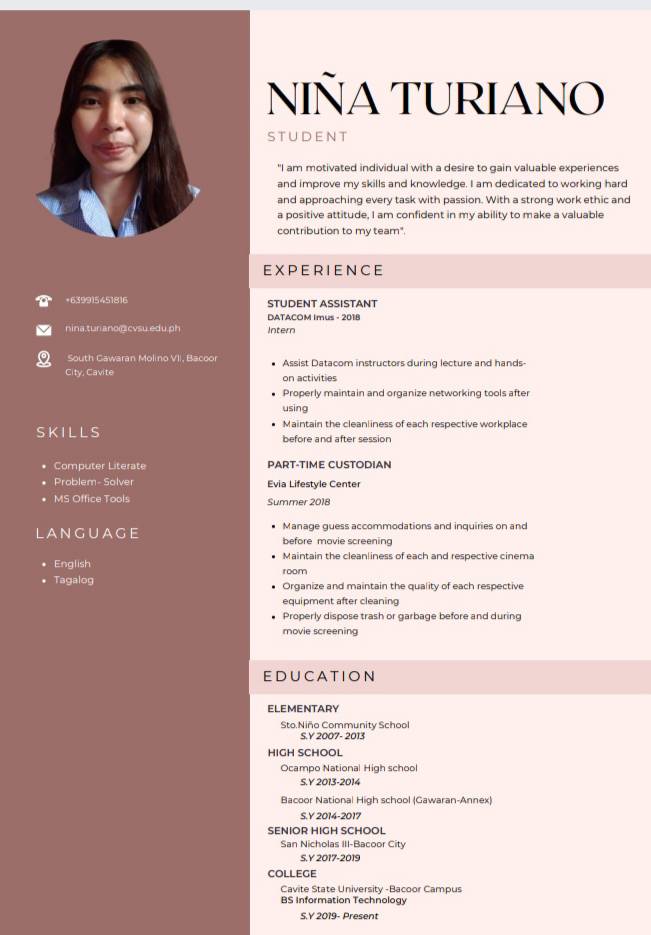 NIÑA TURIANO
STUDENT
"I am motivated individual with a desire to gain valuable experiences
and improve my skills and knowledge. I am dedicated to working hard
and approaching every task with passion. With a strong work ethic and
a positive attitude, I am confident in my ability to make a valuable
contribution to my team".
+639915451816
nina.turiano@cvsu.edu.ph
South Gawaran Molino VII, Bacoor
City, Cavite
SKILLS
Computer Literate
Problem- Solver
MS Office Tools
LANGUAGE
English
Tagalog
EXPERIENCE
STUDENT ASSISTANT
DATACOM Imus - 2018
Intern
Assist Datacom instructors during lecture and hands-
on activities
Properly maintain and organize networking tools after
using
Maintain the cleanliness of each respective workplace
before and after session
PART-TIME CUSTODIAN
Evia Lifestyle Center
Summer 2018
Manage guess accommodations and inquiries on and
before movie screening
Maintain the cleanliness of each and respective cinema
room
Organize and maintain the quality of each respective
equipment after cleaning
Properly dispose trash or garbage before and during
movie screening
EDUCATION
ELEMENTARY
Sto.Niño Community School
S.Y 2007- 2013
HIGH SCHOOL
Ocampo National High school
S.Y 2013-2014
Bacoor National High school (Gawaran-Annex)
S.Y 2014-2017
SENIOR HIGH SCHOOL
San Nicholas III-Bacoor City
S.Y 2017-2019
COLLEGE
Cavite State University -Bacoor Campus
BS Information Technology
S.Y 2019- Present